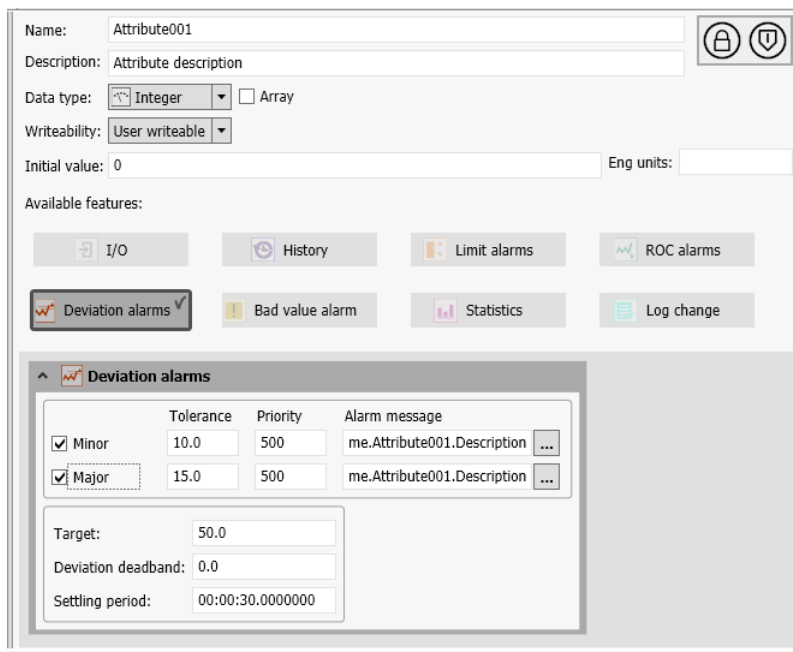 Name: Attribute001
Description: Attribute description
Data type: Integer Array
Writeability: User writeable
Initial value: 0 Eng units:
Available features:
I/O History Limit alarms ROC alarms
Deviation alarms Bad value alarm Statistics Log change
Deviation alarms
Tolerance Priority Alarm message
Minor 10.0 500 me.Attribute001.Description ...
Major 15.0 500 me.Attribute001.Description ...
Target: 50.0
Deviation deadband: 0.0
Settling period: 00:00:30.0000000